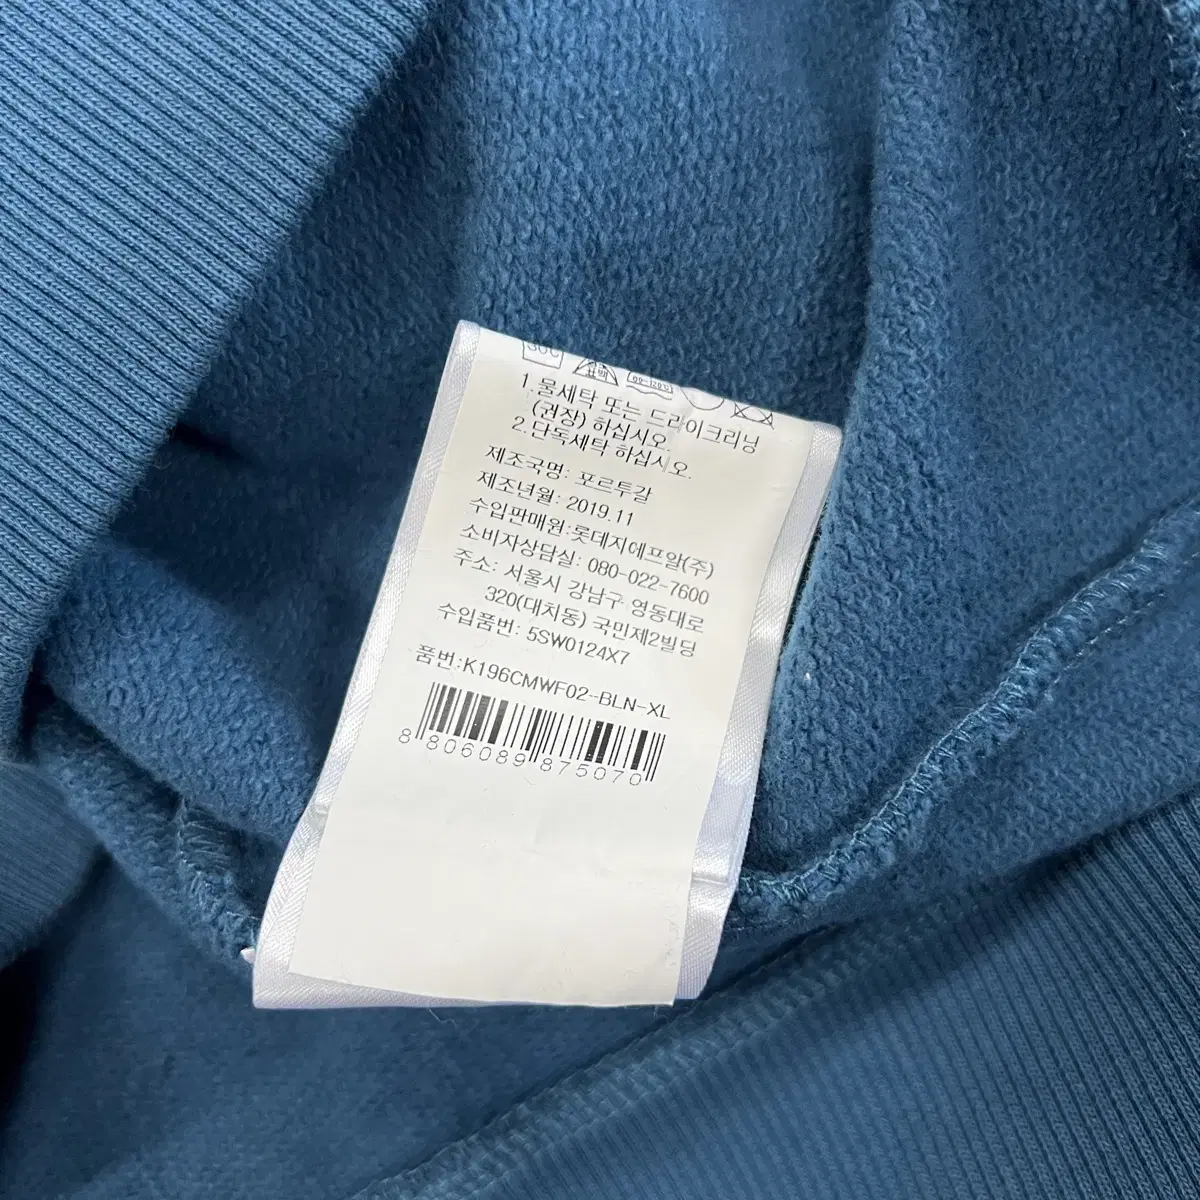 30C
표백
80~120℃
1. 물세탁 또는 드라이크리닝
(권장) 하십시오.
2. 단독세탁 하십시오.
제조국명: 포르투갈
제조년월: 2019.11
수입판매원:롯데지에프알(주)
소비자상담실: 080-022-7600
주소: 서울시 강남구 영동대로
320(대치동) 국민제2빌딩
수입품번: 5SW0124X7
품번:K196CMWF02-BLN-XL
8 806089 875070